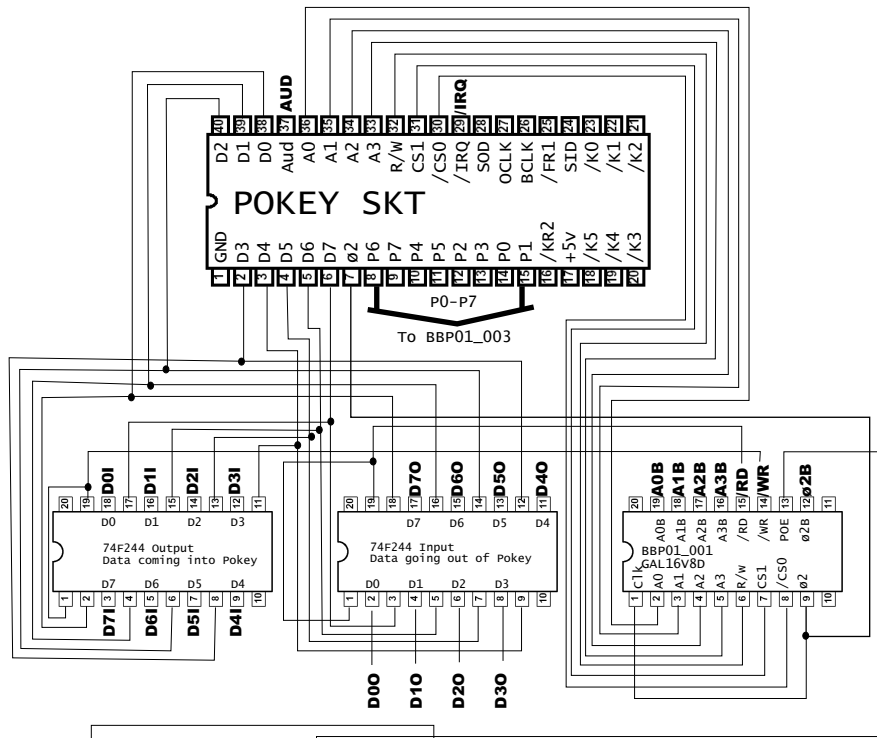 AUD
/IRQ
40 39 38 37 36 35 34 33 32 31 30 29 28 27 26 25 24 23 22 21
D2 D1 D0 Aud A0 A1 A2 A3 R/W CS1 /CS0 /IRQ SOD OCLK BCLK /FR1 SID /K0 /K1 /K2
POKEY SKT
GND D3 D4 D5 D6 D7 ø2 P6 P7 P4 P5 P2 P3 P0 P1 /KR2 +5v /K5 /K4 /K3
1 2 3 4 5 6 7 8 9 10 11 12 13 14 15 16 17 18 19 20
P0-P7
To BBP01_003
D0I D1I D2I D3I
20 19 18 17 16 15 14 13 12 11
D0 D1 D2 D3
74F244 Output
Data coming into Pokey
D7 D6 D5 D4
1 2 3 4 5 6 7 8 9 10
D7I D6I D5I D4I
D7O D6O D5O D4O
20 19 18 17 16 15 14 13 12 11
D7 D6 D5 D4
74F244 Input
Data going out of Pokey
D0 D1 D2 D3
1 2 3 4 5 6 7 8 9 10
D0O D1O D2O D3O
A0B A1B A2B A3B /RD /WR ø2B
20 19 18 17 16 15 14 13 12 11
A0B A1B A2B A3B /RD /WR POE ø2B
BBP01_001
GAL16V8D
Clk A0 A1 A2 A3 R/W CS1 /CS0 ø2
1 2 3 4 5 6 7 8 9 10